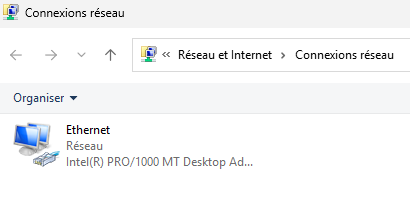 Connexions réseau
Réseau et Internet Connexions réseau
Organiser
Ethernet
Réseau
Intel(R) PRO/1000 MT Desktop Ad...